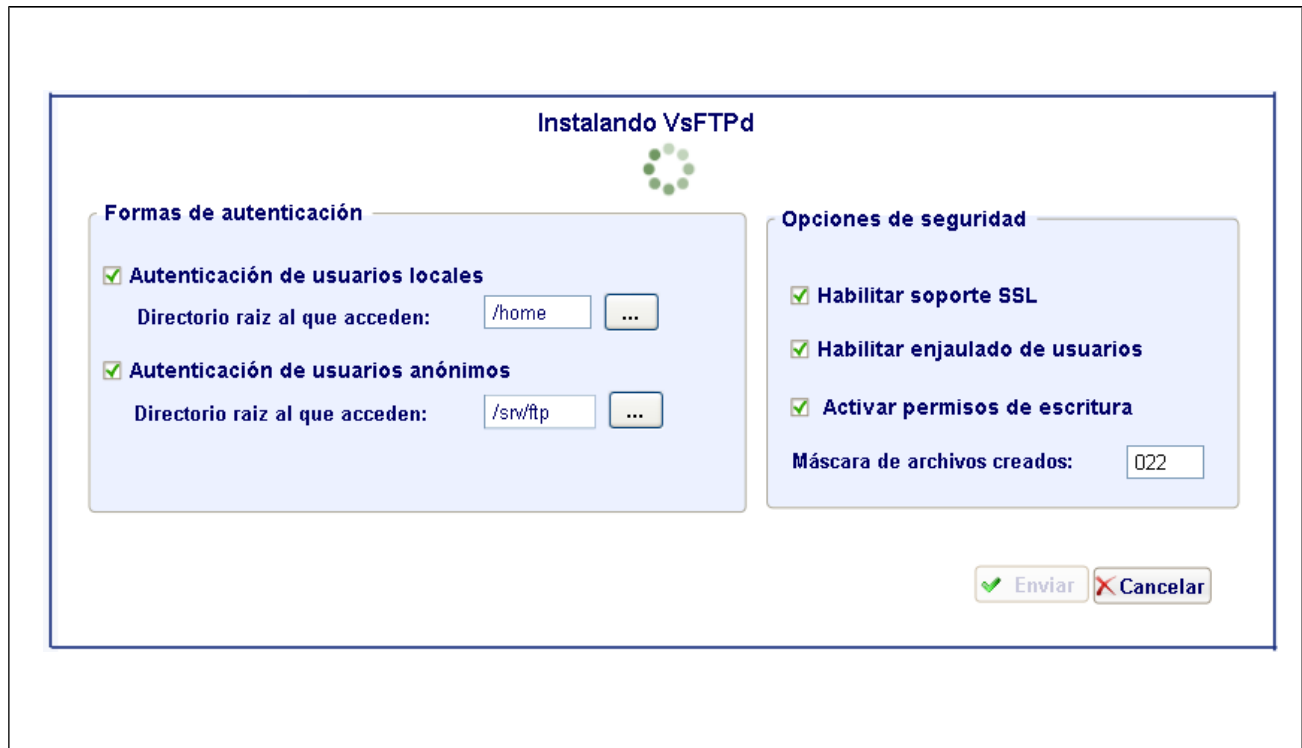 Instalando VsFTPd
Formas de autenticación
Autenticación de usuarios locales
Directorio raiz al que acceden: /home ...
Autenticación de usuarios anónimos
Directorio raiz al que acceden: /srv/ftp ...
Opciones de seguridad
Habilitar soporte SSL
Habilitar enjaulado de usuarios
Activar permisos de escritura
Máscara de archivos creados: 022
Enviar Cancelar